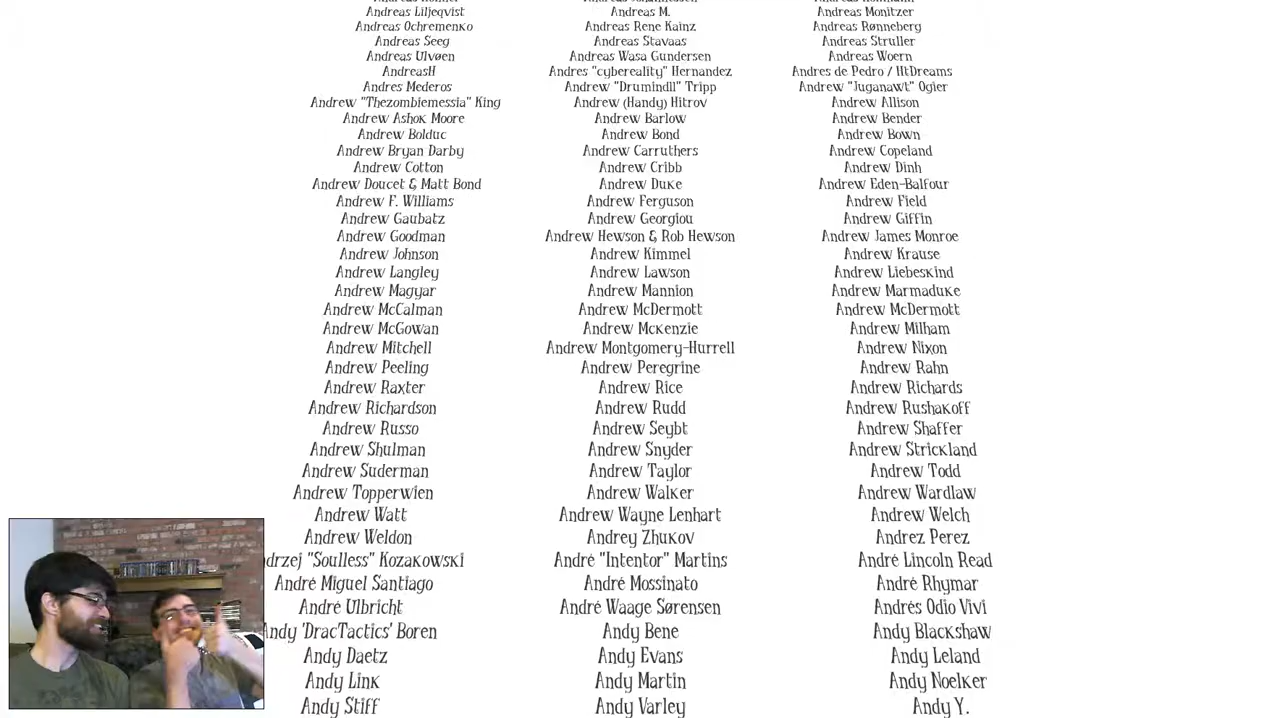 Andreas Liljeqvist Andreas M. Andreas Monitzer
Andreas Ochremenko Andreas Rene Kainz Andreas Rønneberg
Andreas Seeg Andreas Stavaas Andreas Struller
Andreas Ulvøen Andreas Wasa Gundersen Andreas Woern
AndreasH Andres "cybereality" Hernandez Andres de Pedro / HtDreams
Andres Mederos Andrew "Drumindil" Tripp Andrew "Juganawt" Ogier
Andrew "Thezombiemessia" King Andrew (Handy) Hitrov Andrew Allison
Andrew Ashok Moore Andrew Barlow Andrew Bender
Andrew Bolduc Andrew Bond Andrew Bown
Andrew Bryan Darby Andrew Carruthers Andrew Copeland
Andrew Cotton Andrew Cribb Andrew Dinh
Andrew Doucet & Matt Bond Andrew Duke Andrew Eden-Balfour
Andrew F. Williams Andrew Ferguson Andrew Field
Andrew Gaubatz Andrew Georgiou Andrew Giffin
Andrew Goodman Andrew Hewson & Rob Hewson Andrew James Monroe
Andrew Johnson Andrew Kimmel Andrew Krause
Andrew Langley Andrew Lawson Andrew Liebeskind
Andrew Magyar Andrew Mannion Andrew Marmaduke
Andrew McCalman Andrew McDermott Andrew McDermott
Andrew McGowan Andrew Mckenzie Andrew Milham
Andrew Mitchell Andrew Montgomery-Hurrell Andrew Nixon
Andrew Peeling Andrew Peregrine Andrew Rahn
Andrew Raxter Andrew Rice Andrew Richards
Andrew Richardson Andrew Rudd Andrew Rushakoff
Andrew Russo Andrew Seybt Andrew Shaffer
Andrew Shulman Andrew Snyder Andrew Strickland
Andrew Suderman Andrew Taylor Andrew Todd
Andrew Topperwien Andrew Walker Andrew Wardlaw
Andrew Watt Andrew Wayne Lenhart Andrew Welch
Andrew Weldon Andrey Zhukov Andrez Perez
drzej "Soulless" Kozakowski André "Intentor" Martins André Lincoln Read
André Miguel Santiago André Mossinato André Rhymar
André Ulbricht André Waage Sørensen Andrés Odio Vivi
Andy 'DracTactics' Boren Andy Bene Andy Blackshaw
Andy Daetz Andy Evans Andy Leland
Andy Link Andy Martin Andy Noelker
Andy Stiff Andy Varley Andy Y.